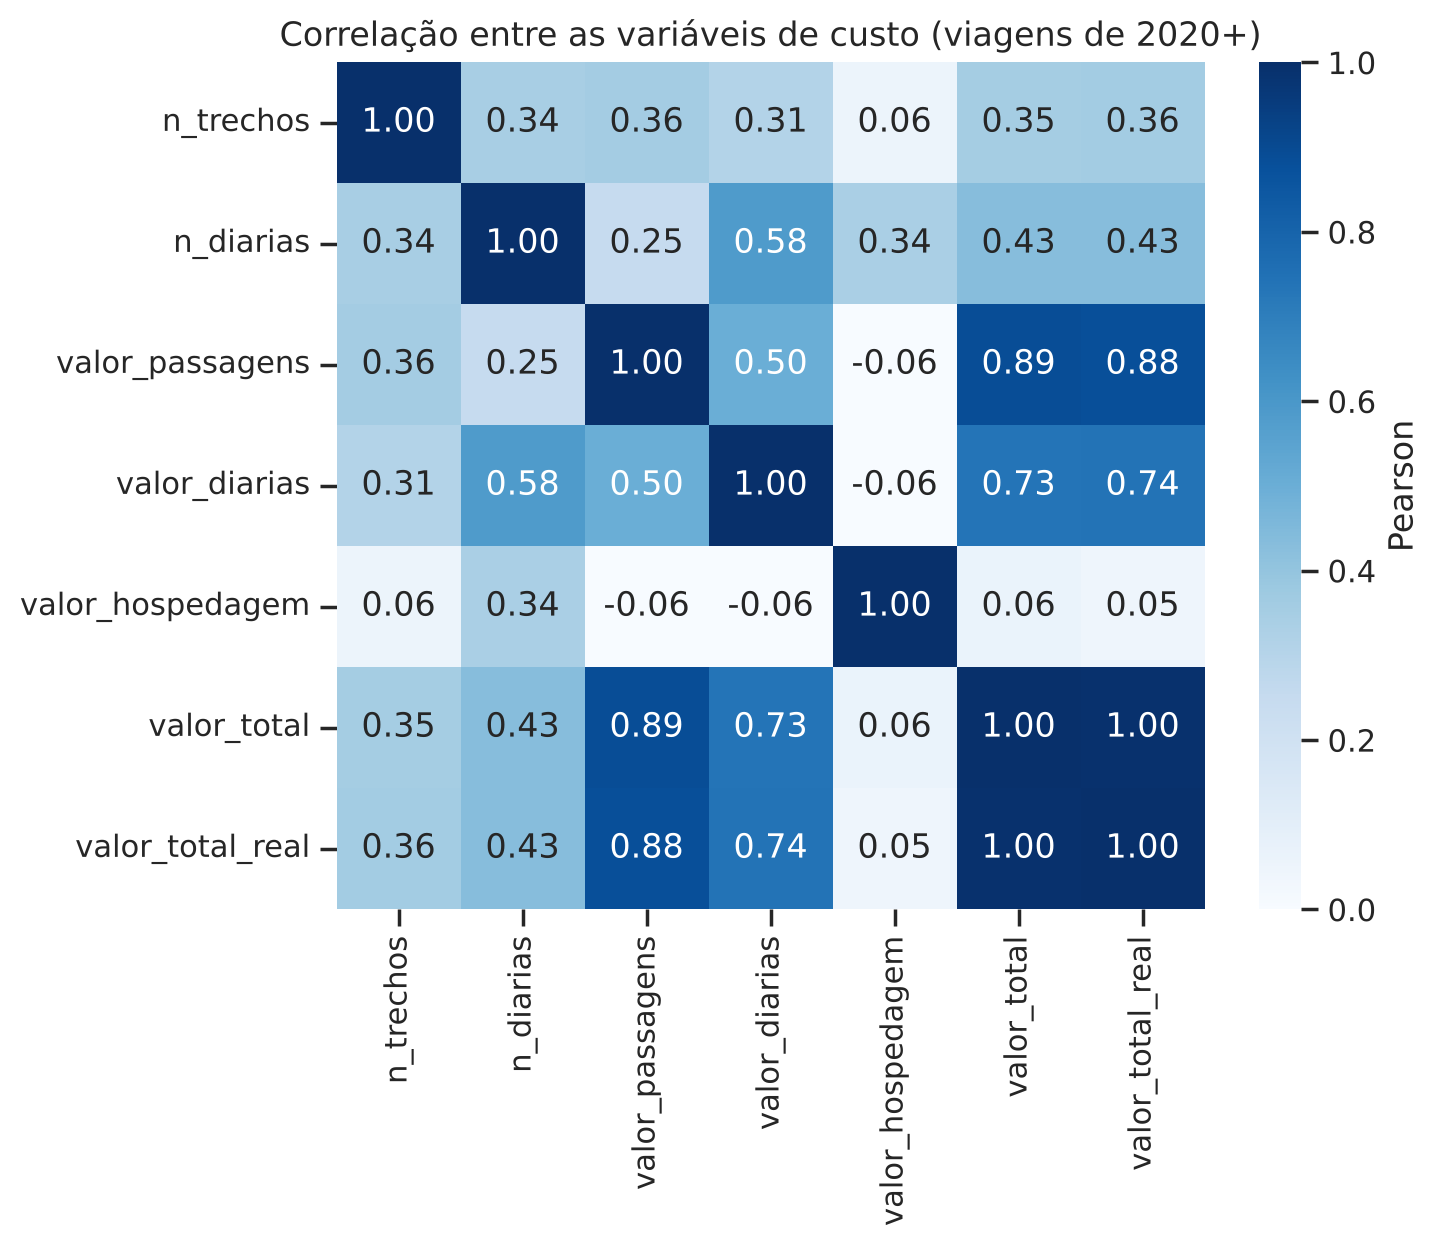 Correlação entre as variáveis de custo (viagens de 2020+)
n_trechos 1.00 0.34 0.36 0.31 0.06 0.35 0.36
n_diarias 0.34 1.00 0.25 0.58 0.34 0.43 0.43
valor_passagens 0.36 0.25 1.00 0.50 -0.06 0.89 0.88
valor_diarias 0.31 0.58 0.50 1.00 -0.06 0.73 0.74
valor_hospedagem 0.06 0.34 -0.06 -0.06 1.00 0.06 0.05
valor_total 0.35 0.43 0.89 0.73 0.06 1.00 1.00
valor_total_real 0.36 0.43 0.88 0.74 0.05 1.00 1.00
n_trechos
n_diarias
valor_passagens
valor_diarias
valor_hospedagem
valor_total
valor_total_real
1.0
0.8
0.6
0.4
0.2
0.0
Pearson